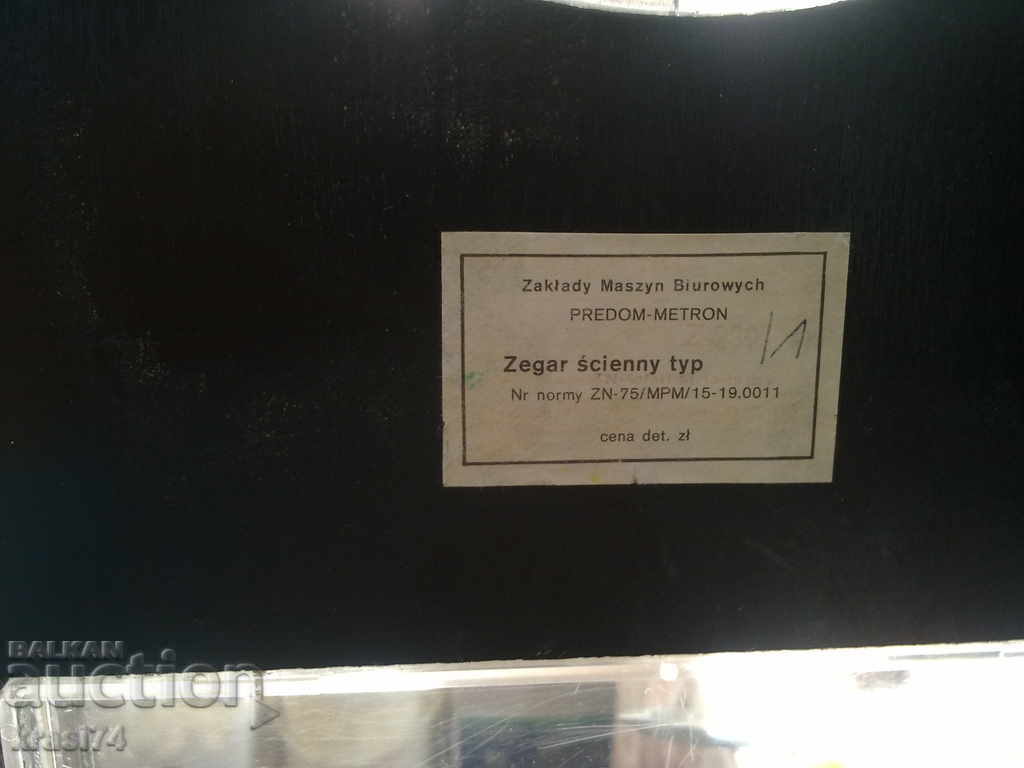 Zakłady Maszyn Biurowych
PREDOM-METRON
Zegar ścienny typ
Nr normy ZN-75/MPM/15-19.0011
cena det. zł
BALKAN
auction
krasi74